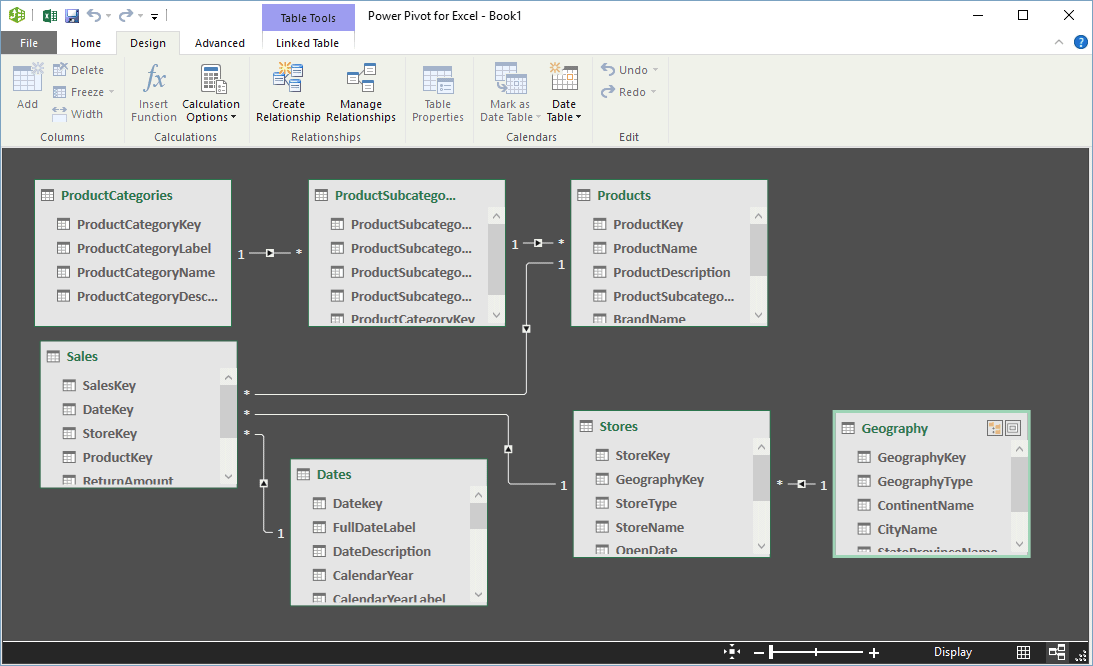 Table Tools
Power Pivot for Excel - Book1
File
Home
Design
Advanced
Linked Table
?
Add
Delete
Freeze
Width
Columns
fx
Insert
Function
Calculation
Options
Calculations
Create
Relationship
Manage
Relationships
Relationships
Table
Properties
Mark as
Date Table
Date
Table
Calendars
Undo
Redo
Edit
ProductCategories
ProductCategoryKey
ProductCategoryLabel
ProductCategoryName
ProductCategoryDesc...
1
*
ProductSubcatego...
ProductSubcatego...
ProductSubcatego...
ProductSubcatego...
ProductSubcatego...
ProductCategoryKey
1
*
1
Products
ProductKey
ProductName
ProductDescription
ProductSubcatego...
BrandName
Sales
SalesKey
DateKey
StoreKey
ProductKey
ReturnAmount
*
*
*
1
Dates
Datekey
FullDateLabel
DateDescription
CalendarYear
CalendarYearLabel
1
Stores
StoreKey
GeographyKey
StoreType
StoreName
OpenDate
*
1
Geography
GeographyKey
GeographyType
ContinentName
CityName
StateProvinceName
Display